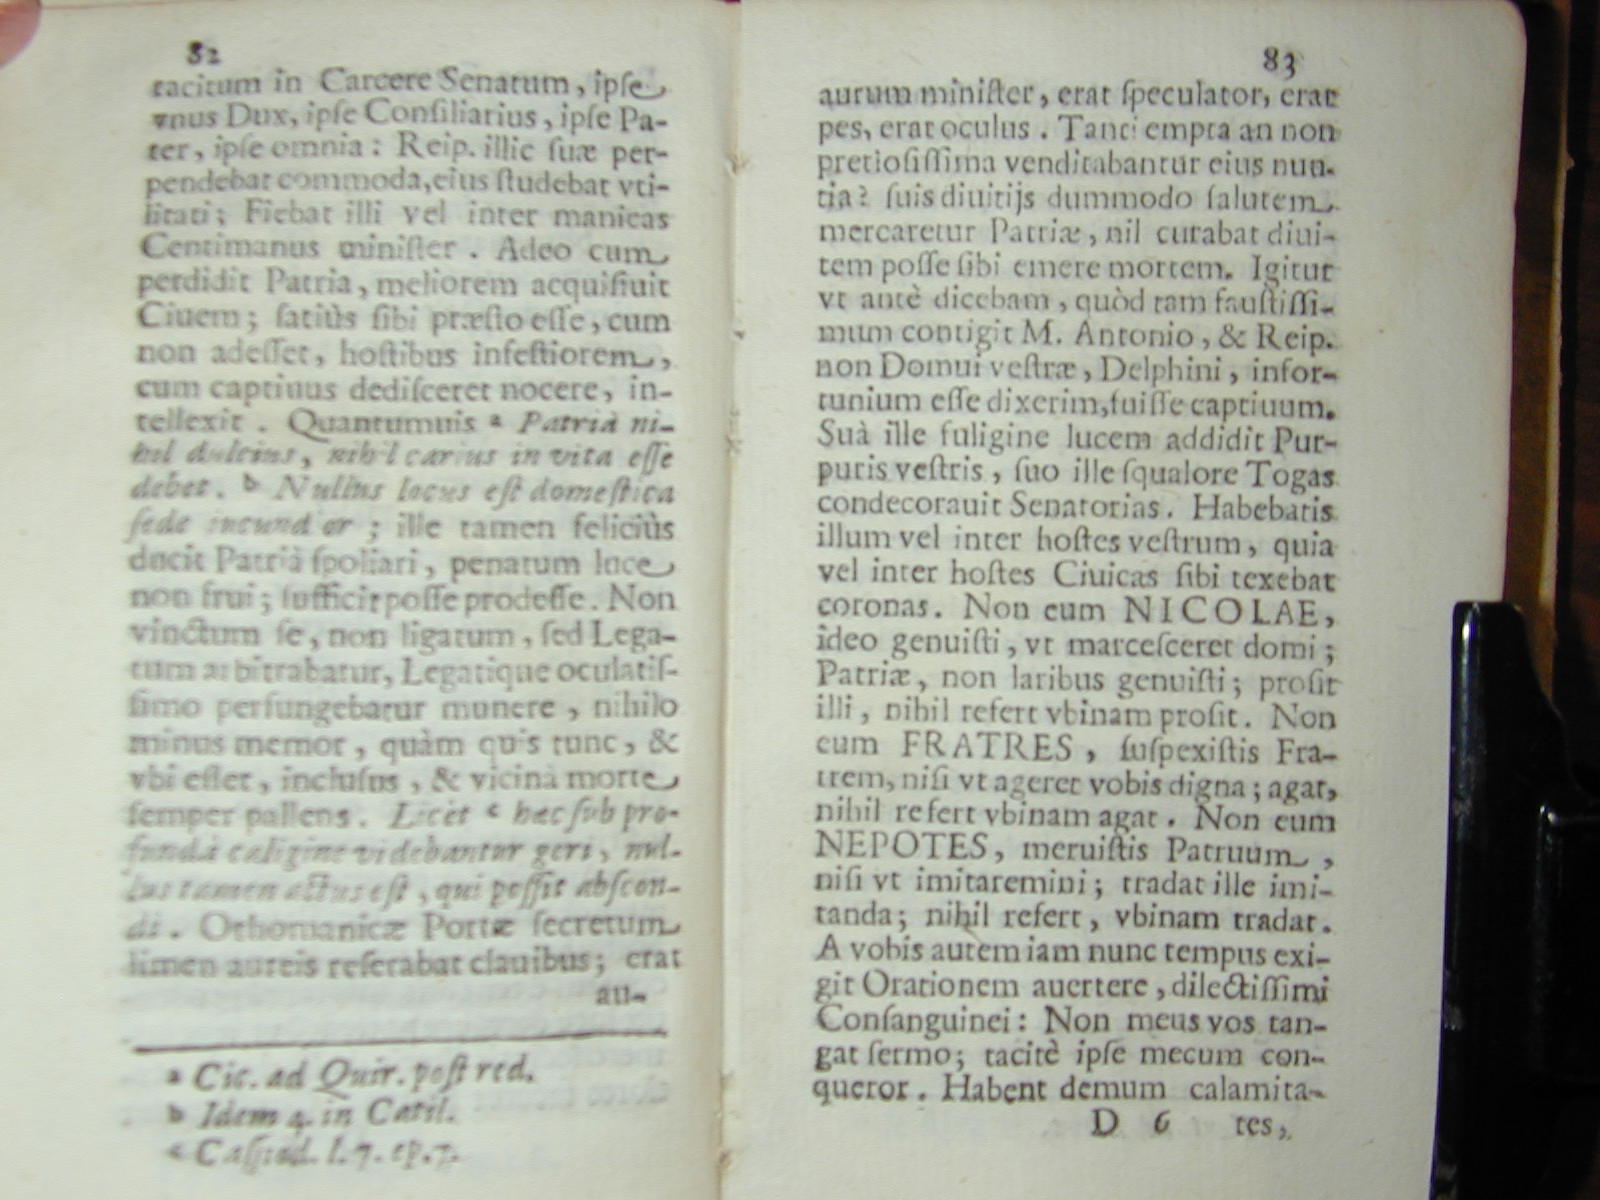 82
tacitum in Carcere Senatum, ipſe
vnus Dux, ipſe Conſiliarius, ipſe Pa-
ter, ipſe omnia: Reip. illic ſuæ per-
pendebat commoda, eius ſtudebat vti-
litati; Fiebat illi vel inter manicas
Centimanus miniſter. Adeo cum
perdidit Patria, meliorem acquiſiuit
Ciuem; ſatiùs ſibi præſto eſſe, cum
non adeſſet, hoſtibus infeſtiorem,
cum captiuus dediſceret nocere, in-
tellexit. Quantumuis a Patriâ ni-
hil dulcius, nihil carius in vita eſſe
debet. b Nullus locus eſt domeſtica
ſede iucundior; ille tamen feliciùs
ducit Patriâ ſpoliari, penatum luce
non frui; ſufficit poſſe prodeſſe. Non
vinctum ſe, non ligatum, ſed Lega-
tum arbitrabatur, Legatique oculatiſ-
ſimo perfungebatur munere, nihilo
minus memor, quàm quis tunc, &
vbi eſſet, incluſus, & vicinâ morte
ſemper pallens. Licèt c hæc ſub pro-
fundâ caligine videbantur geri, nul-
lus tamen actus eſt, qui poſſit abſcon-
di. Othomanicæ Portæ ſecretum
limen aureis referabat clauibus; erat
au-
a Cic. ad Quir. poſt red.
b Idem 4. in Catil.
c Caſſiod. l. 7. ep. 7.
83
aurum miniſter, erat ſpeculator, erat
pes, erat oculus. Tanti empta an non
pretioſiſſima venditabantur eius nun-
tia? ſuis diuitijs dummodo ſalutem
mercaretur Patriæ, nil curabat diui-
tem poſſe ſibi emere mortem. Igitur
vt antè dicebam, quòd tam fauſtiſſi-
mum contigit M. Antonio, & Reip.
non Domui veſtræ, Delphini, infor-
tunium eſſe dixerim, fuiſſe captiuum.
Suâ ille fuligine lucem addidit Pur-
puris veſtris, ſuo ille ſqualore Togas
condecorauit Senatorias. Habebatis
illum vel inter hoſtes veſtrum, quia
vel inter hoſtes Ciuicas ſibi texebat
coronas. Non eum NICOLAE,
ideo genuiſti, vt marceſceret domi;
Patriæ, non laribus genuiſti; proſit
illi, nihil refert vbinam proſit. Non
eum FRATRES, ſuſpexiſtis Fra-
trem, niſi vt ageret vobis digna; agat,
nihil refert vbinam agat. Non eum
NEPOTES, meruiſtis Patruum,
niſi vt imitaremini; tradat ille imi-
tanda; nihil refert, vbinam tradat.
A vobis autem iam nunc tempus exi-
git Orationem auertere, dilectiſſimi
Conſanguinei: Non meus vos tan-
gat ſermo; tacitè ipſe mecum con-
queror. Habent demum calamita-
D 6 tes,